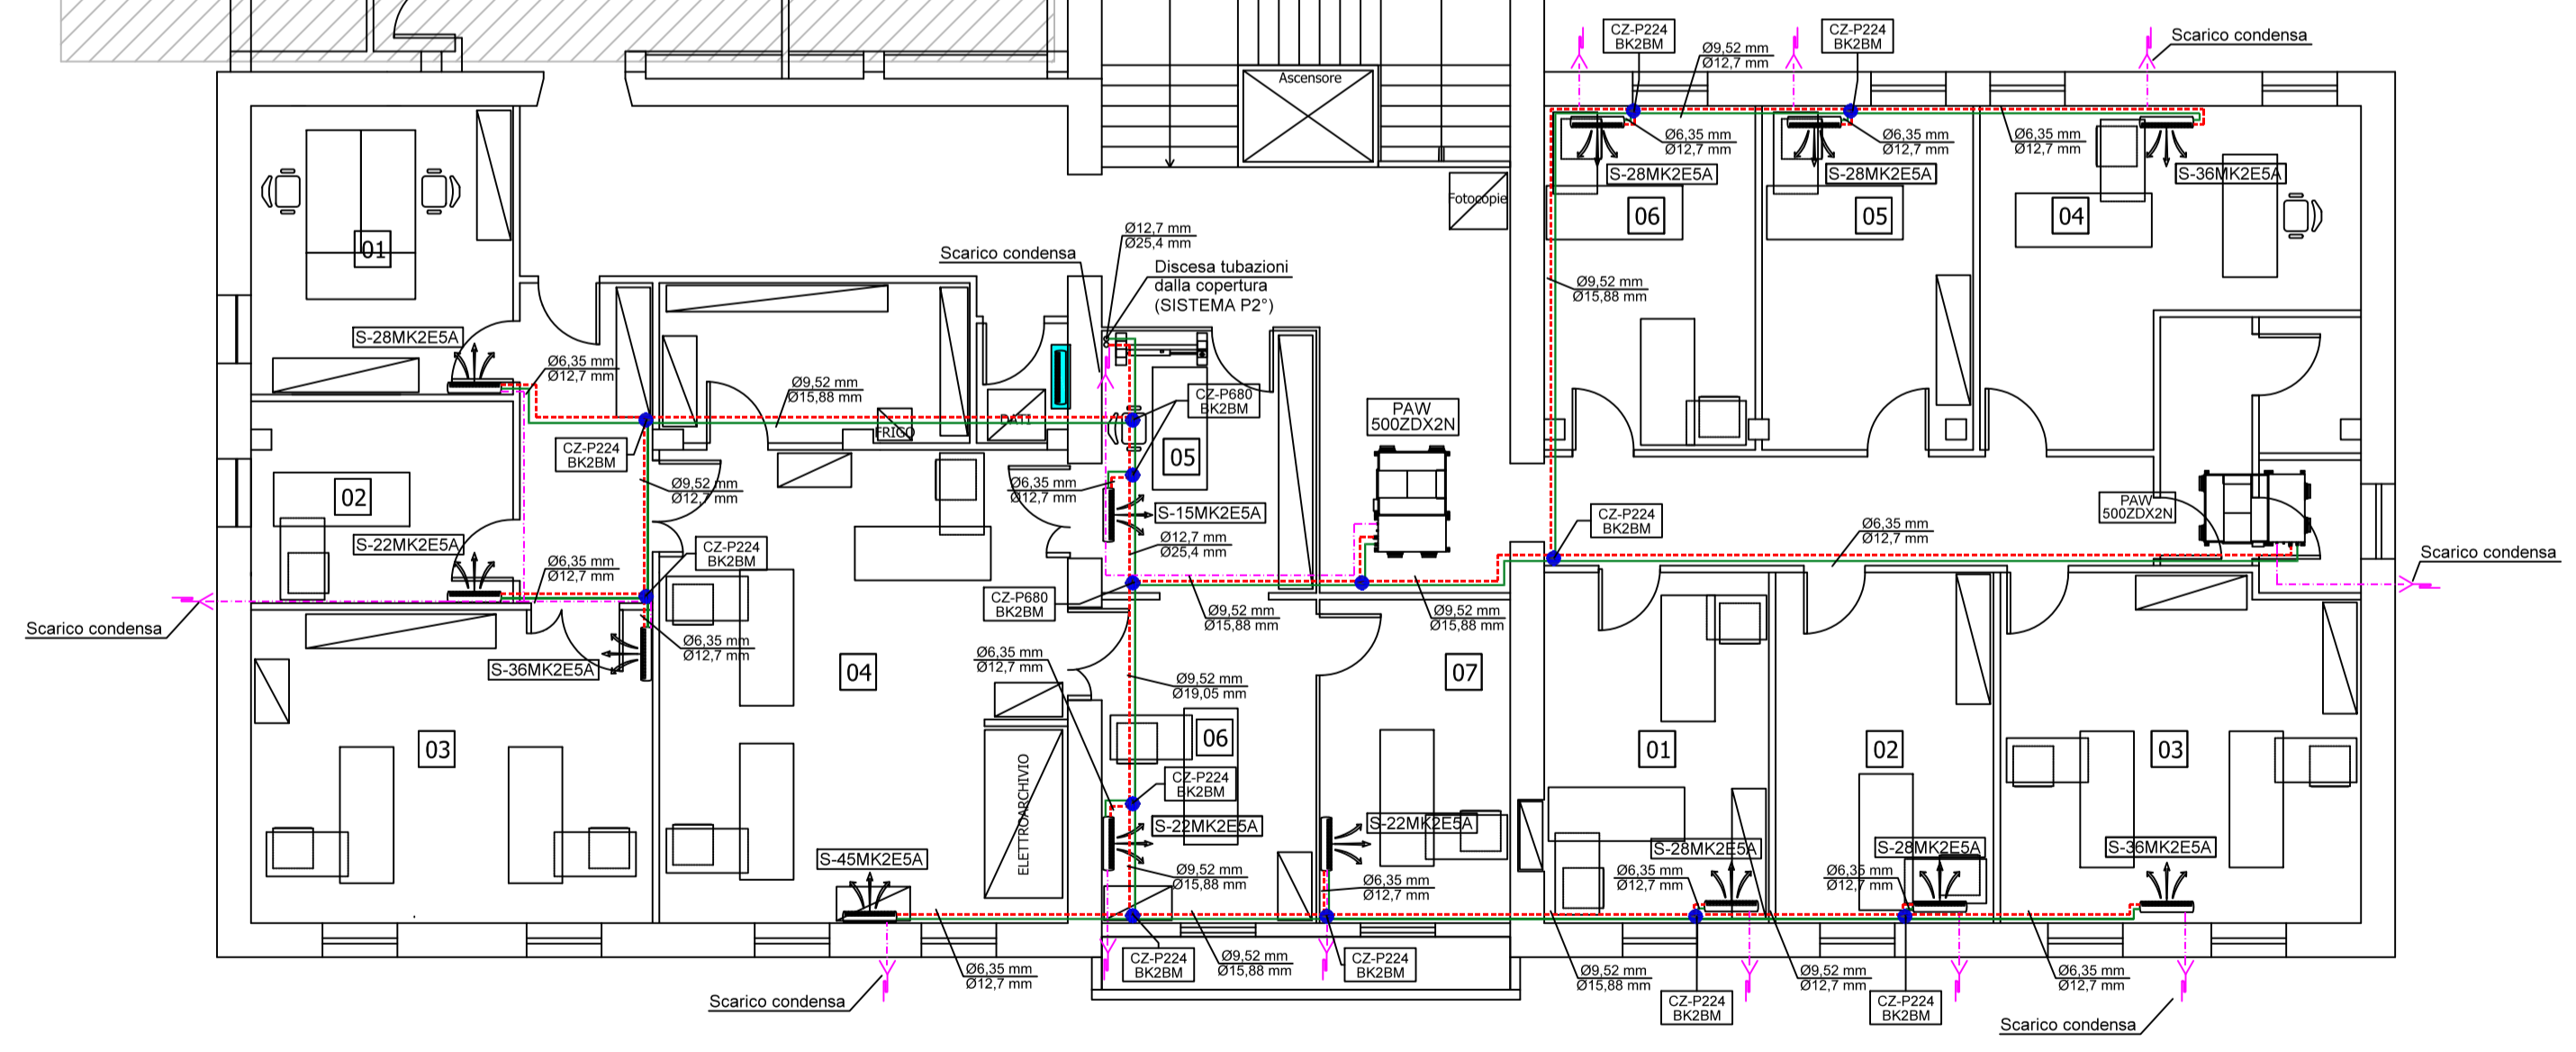 CZ-P224
BK2BM
Ø9,52 mm
Ø12,7 mm
CZ-P224
BK2BM
Scarico condensa
Ascensore
Ø6,35 mm
Ø12,7 mm
Ø6,35 mm
Ø12,7 mm
Ø6,35 mm
Ø12,7 mm
S-28MK2E5A
S-28MK2E5A
S-36MK2E5A
Fotocopie
06
05
04
01
Ø12,7 mm
Ø25,4 mm
Scarico condensa
Discesa tubazioni
dalla copertura
(SISTEMA P2°)
Ø9,52 mm
Ø15,88 mm
S-28MK2E5A
Ø6,35 mm
Ø12,7 mm
Ø9,52 mm
Ø15,88 mm
CZ-P680
BK2BM
PAW
500ZDX2N
FRIGO
DATI
CZ-P224
BK2BM
05
02
Ø9,52 mm
Ø12,7 mm
Ø6,35 mm
Ø12,7 mm
S-15MK2E5A
PAW
500ZDX2N
CZ-P224
BK2BM
Ø6,35 mm
Ø12,7 mm
S-22MK2E5A
CZ-P224
BK2BM
Ø12,7 mm
Ø25,4 mm
Scarico condensa
Ø6,35 mm
Ø12,7 mm
CZ-P680
BK2BM
Ø9,52 mm
Ø15,88 mm
Ø9,52 mm
Ø15,88 mm
Scarico condensa
Ø6,35 mm
Ø12,7 mm
S-36MK2E5A
04
Ø6,35 mm
Ø12,7 mm
Ø9,52 mm
Ø19,05 mm
07
03
06
01
02
03
CZ-P224
BK2BM
ELETTROARCHIVIO
S-22MK2E5A
S-22MK2E5A
S-45MK2E5A
S-28MK2E5A
S-28MK2E5A
S-36MK2E5A
Ø9,52 mm
Ø15,88 mm
Ø6,35 mm
Ø12,7 mm
Ø6,35 mm
Ø12,7 mm
Ø6,35 mm
Ø12,7 mm
Ø6,35 mm
Ø12,7 mm
CZ-P224
BK2BM
Ø9,52 mm
Ø15,88 mm
CZ-P224
BK2BM
Ø9,52 mm
Ø15,88 mm
Ø9,52 mm
Ø12,7 mm
Ø6,35 mm
Ø12,7 mm
Scarico condensa
CZ-P224
BK2BM
CZ-P224
BK2BM
Scarico condensa